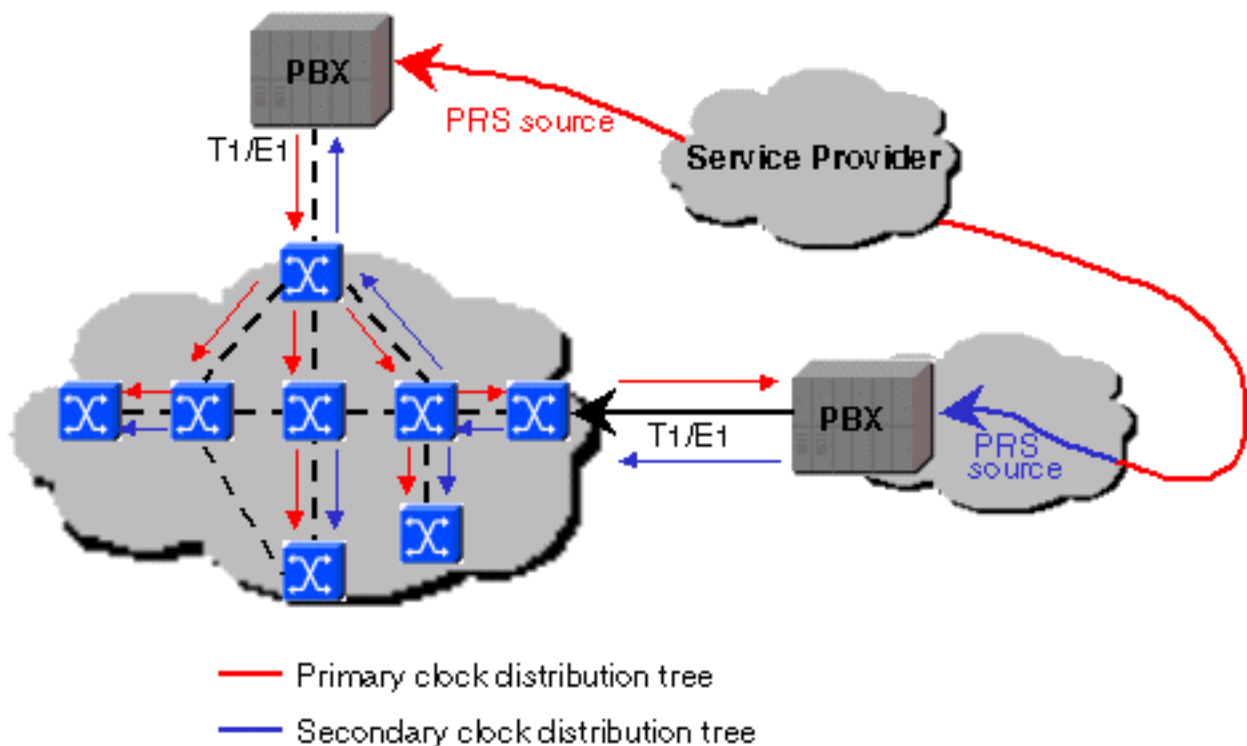 PBX
PRS source
T1/E1
Service Provider
PBX
T1/E1
PRS
source
Primary clock distribution tree
Secondary clock distribution tree